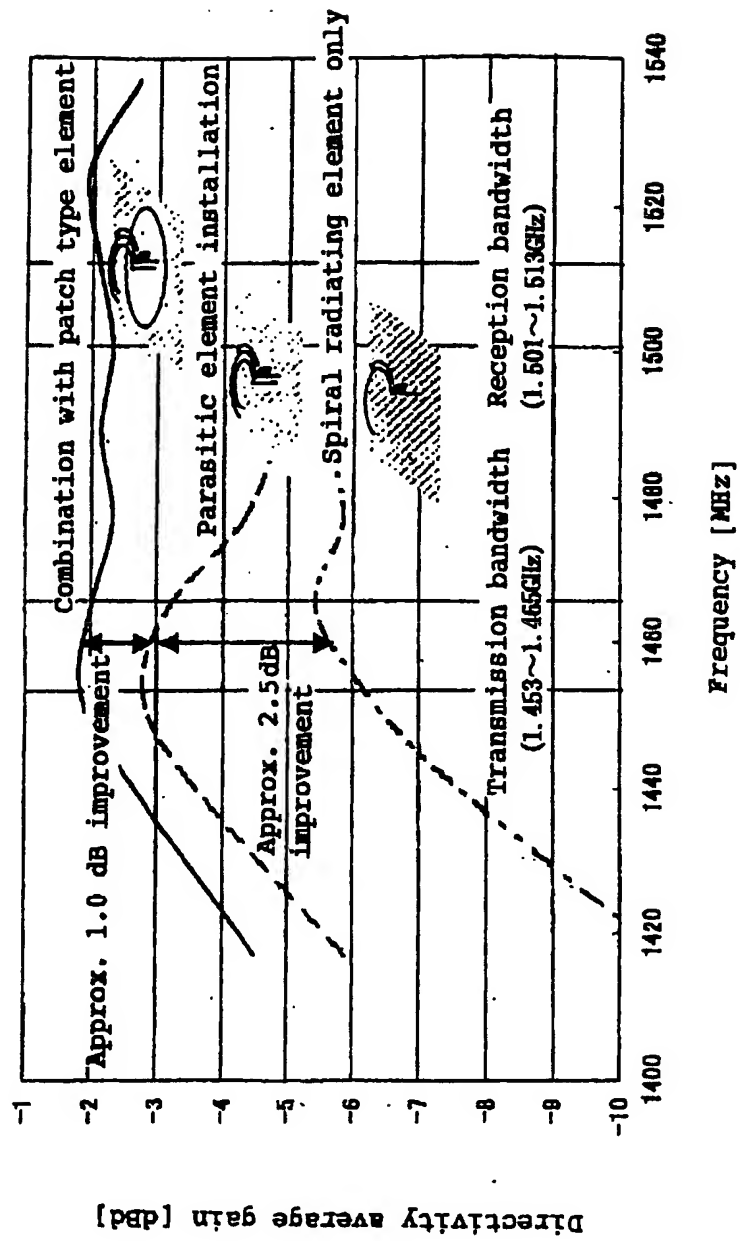 Directivity average gain [dBd]
-1
-2
-3
-4
-5
-6
-7
-8
-9
-10
Approx. 1.0 dB improvement
Combination with patch type element
Parasitic element installation
Approx. 2.5dB
improvement
Spiral radiating element only
Transmission bandwidth
(1.453~1.465GHz)
Reception bandwidth
(1.501~1.513GHz)
1400
1420
1440
1460
1480
1500
1520
1540
Frequency [MHz]